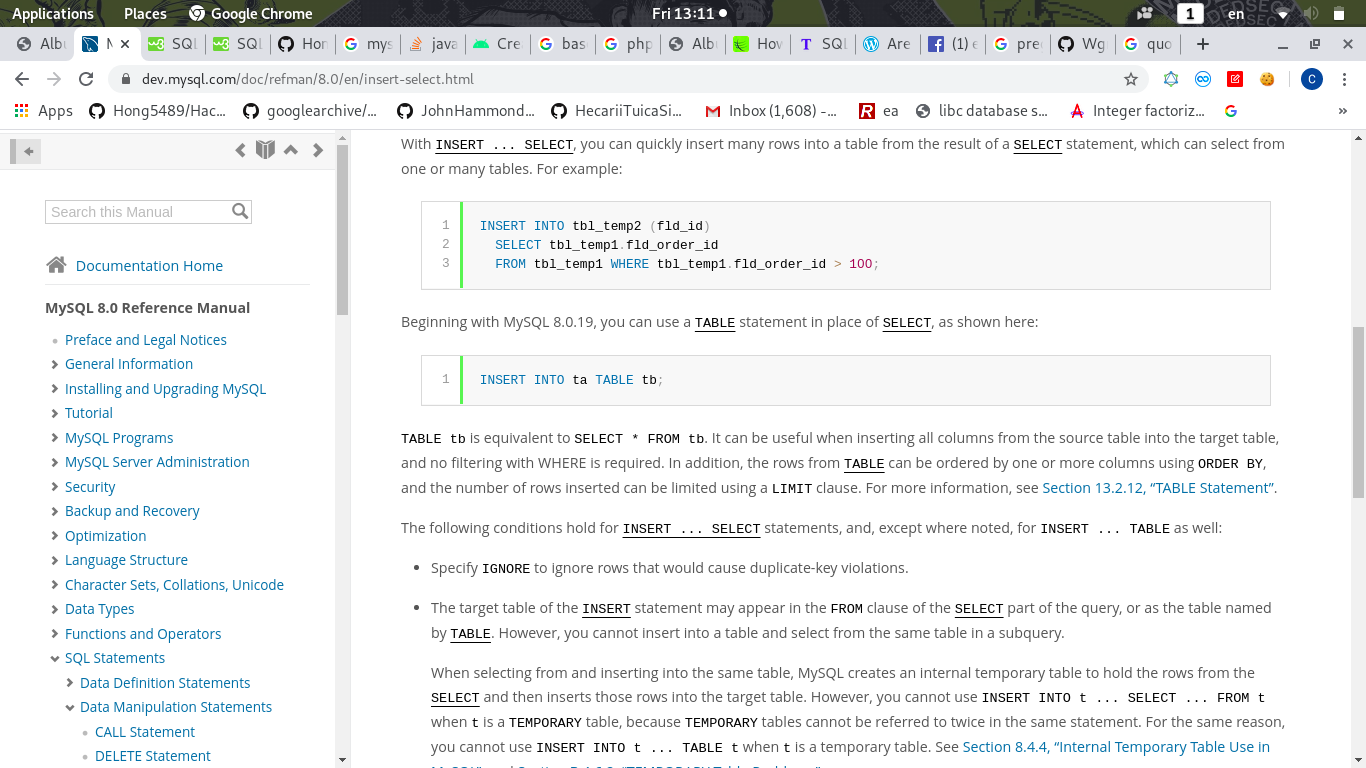 Applications Places Google Chrome Fri 13:11 1 en
Albu M SQL SQL Hon mys java Cre bas php Albu How SQL Are (1) e pre Wg quo
dev.mysql.com/doc/refman/8.0/en/insert-select.html C
Apps Hong5489/Hac... googlearchive/... JohnHammond... HecariiTuicaSi... Inbox (1,608) -... ea libc database s... Integer factoriz... »
Search this Manual
Documentation Home
MySQL 8.0 Reference Manual
Preface and Legal Notices
General Information
Installing and Upgrading MySQL
Tutorial
MySQL Programs
MySQL Server Administration
Security
Backup and Recovery
Optimization
Language Structure
Character Sets, Collations, Unicode
Data Types
Functions and Operators
SQL Statements
Data Definition Statements
Data Manipulation Statements
CALL Statement
DELETE Statement
With INSERT ... SELECT, you can quickly insert many rows into a table from the result of a SELECT statement, which can select from
one or many tables. For example:
1 INSERT INTO tbl_temp2 (fld_id)
2 SELECT tbl_temp1.fld_order_id
3 FROM tbl_temp1 WHERE tbl_temp1.fld_order_id > 100;
Beginning with MySQL 8.0.19, you can use a TABLE statement in place of SELECT, as shown here:
1 INSERT INTO ta TABLE tb;
TABLE tb is equivalent to SELECT * FROM tb. It can be useful when inserting all columns from the source table into the target table,
and no filtering with WHERE is required. In addition, the rows from TABLE can be ordered by one or more columns using ORDER BY,
and the number of rows inserted can be limited using a LIMIT clause. For more information, see Section 13.2.12, “TABLE Statement”.
The following conditions hold for INSERT ... SELECT statements, and, except where noted, for INSERT ... TABLE as well:
Specify IGNORE to ignore rows that would cause duplicate-key violations.
The target table of the INSERT statement may appear in the FROM clause of the SELECT part of the query, or as the table named
by TABLE. However, you cannot insert into a table and select from the same table in a subquery.
When selecting from and inserting into the same table, MySQL creates an internal temporary table to hold the rows from the
SELECT and then inserts those rows into the target table. However, you cannot use INSERT INTO t ... SELECT ... FROM t
when t is a TEMPORARY table, because TEMPORARY tables cannot be referred to twice in the same statement. For the same reason,
you cannot use INSERT INTO t ... TABLE t when t is a temporary table. See Section 8.4.4, “Internal Temporary Table Use in